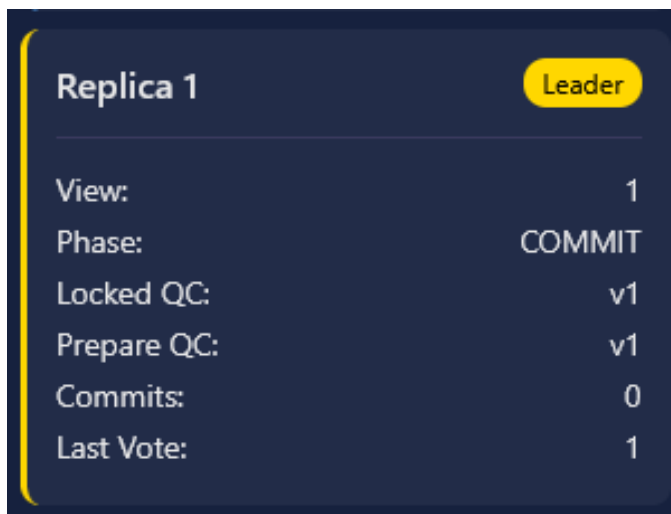 Replica 1
Leader
View: 1
Phase: COMMIT
Locked QC: v1
Prepare QC: v1
Commits: 0
Last Vote: 1